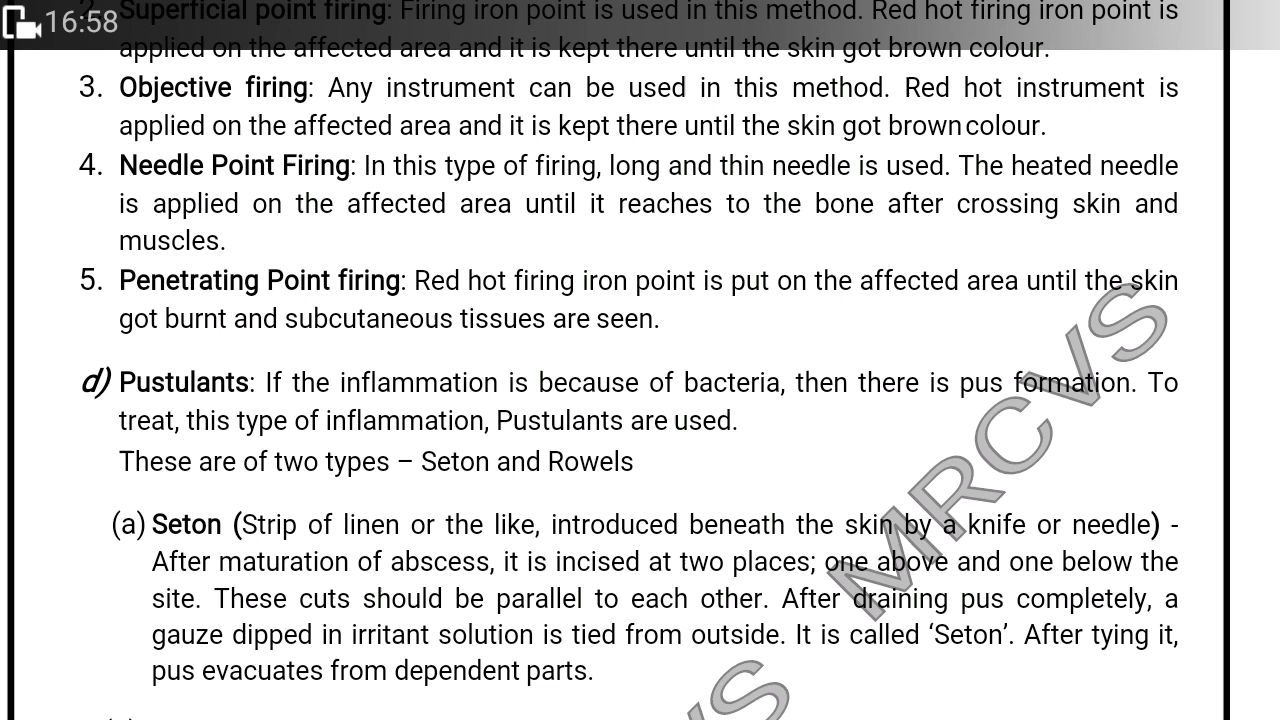 16:58
2. Superficial point firing: Firing iron point is used in this method. Red hot firing iron point is
applied on the affected area and it is kept there until the skin got brown colour.
3. Objective firing: Any instrument can be used in this method. Red hot instrument is
applied on the affected area and it is kept there until the skin got brown colour.
4. Needle Point Firing: In this type of firing, long and thin needle is used. The heated needle
is applied on the affected area until it reaches to the bone after crossing skin and
muscles.
5. Penetrating Point firing: Red hot firing iron point is put on the affected area until the skin
got burnt and subcutaneous tissues are seen.
d) Pustulants: If the inflammation is because of bacteria, then there is pus formation. To
treat, this type of inflammation, Pustulants are used.
These are of two types – Seton and Rowels
(a) Seton (Strip of linen or the like, introduced beneath the skin by a knife or needle) -
After maturation of abscess, it is incised at two places; one above and one below the
site. These cuts should be parallel to each other. After draining pus completely, a
gauze dipped in irritant solution is tied from outside. It is called ‘Seton’. After tying it,
pus evacuates from dependent parts.
MRCVS
VS